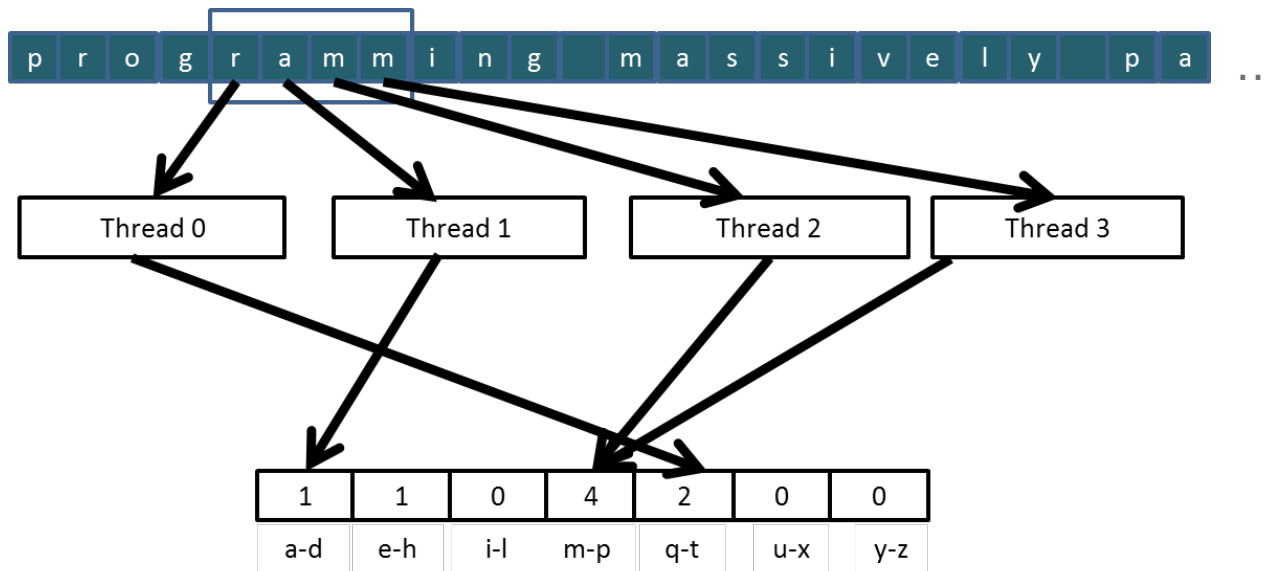 p r o g r a m m i n g m a s s i v e l y p a ..
Thread 0 Thread 1 Thread 2 Thread 3
1 1 0 4 2 0 0
a-d e-h i-l m-p q-t u-x y-z